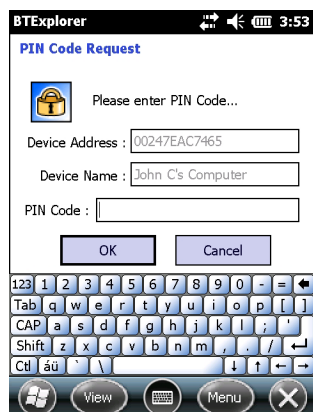 BTExplorer 3:53
PIN Code Request
Please enter PIN Code...
Device Address : 00247EAC7465
Device Name : John C's Computer
PIN Code :
OK Cancel
123 1 2 3 4 5 6 7 8 9 0 - =
Tab q w e r t y u i o p [ ]
CAP a s d f g h j k l ; '
Shift z x c v b n m , . /
Ctl áü ` \
View Menu